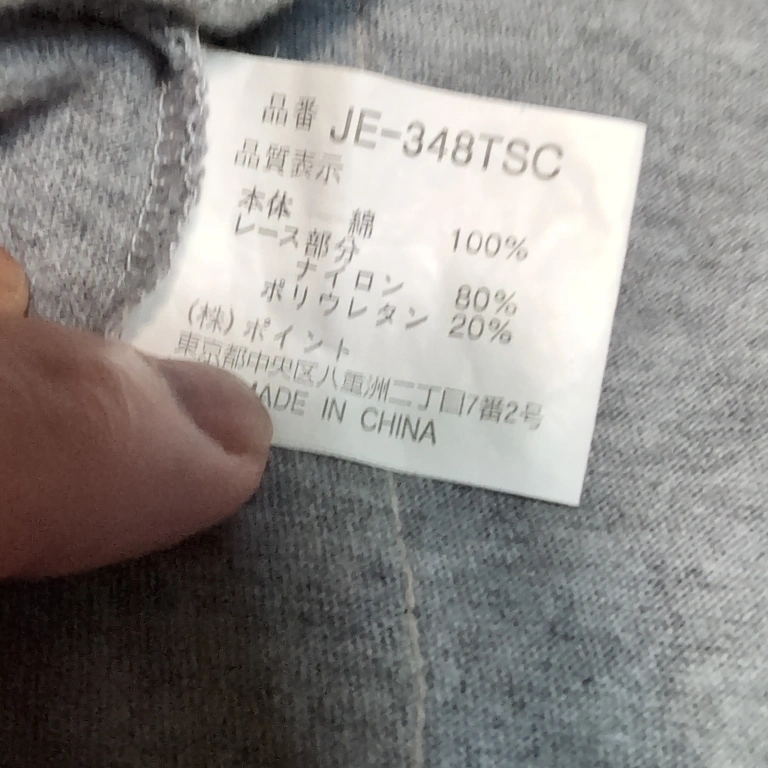 品番 JE-348TSC
品質表示
本体 綿 100%
レース部分
ナイロン 80%
ポリウレタン 20%
(株)ポイント
東京都中央区八重洲二丁目7番2号
MADE IN CHINA